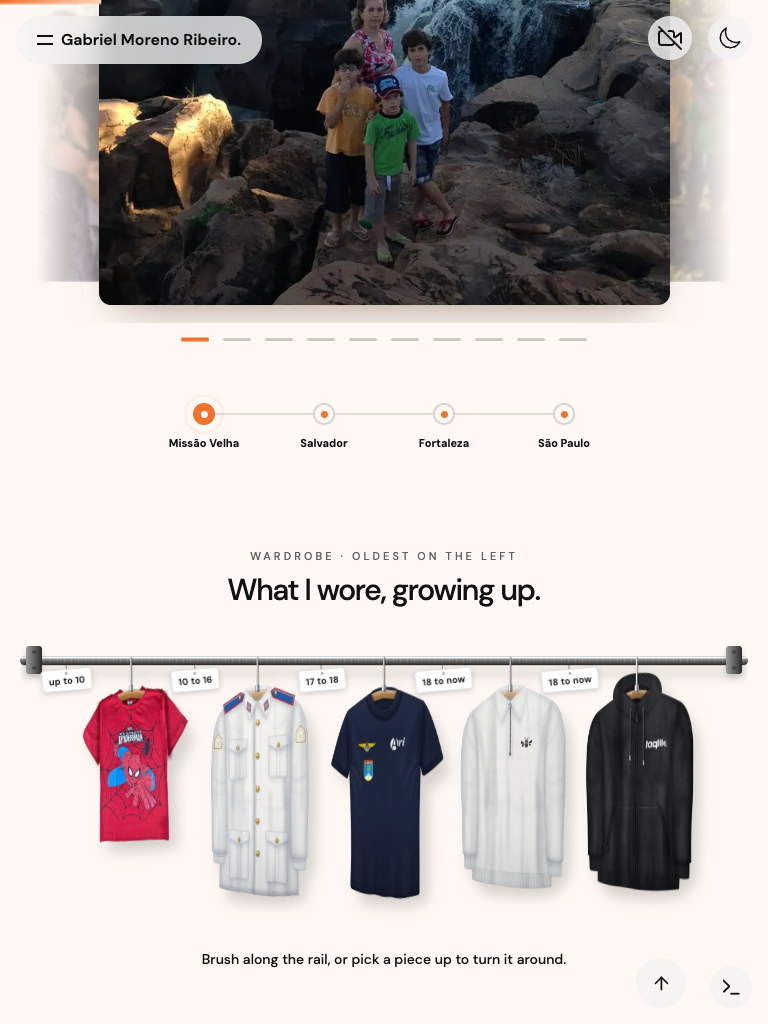 Gabriel Moreno Ribeiro.
Missão Velha
Salvador
Fortaleza
São Paulo
WARDROBE · OLDEST ON THE LEFT
What I wore, growing up.
up to 10
10 to 16
17 to 18
18 to now
18 to now
Brush along the rail, or pick a piece up to turn it around.